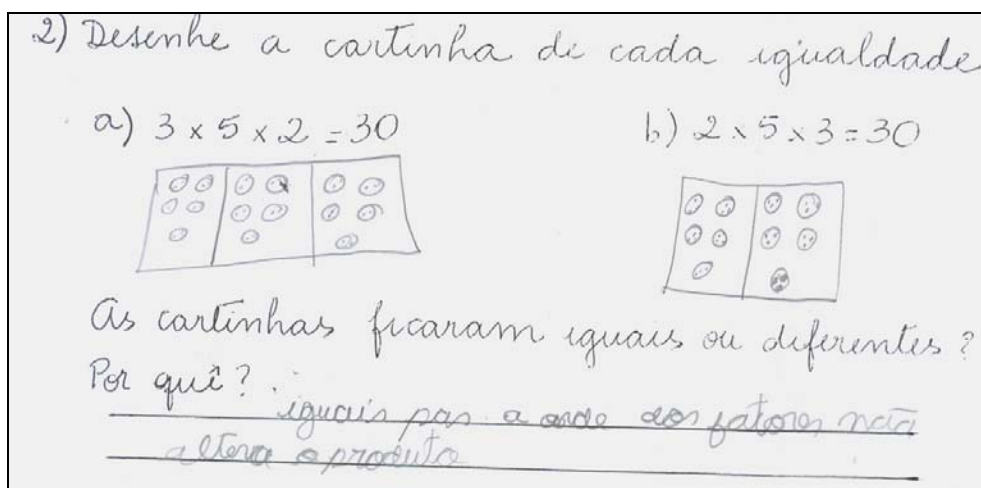 2) Desenhe a cartinha de cada igualdade
a) 3 x 5 x 2 = 30 b) 2 x 5 x 3 = 30
As cartinhas ficaram iguais ou diferentes?
Por quê?.
iguais pos a orde dos fatores não
altera o produto